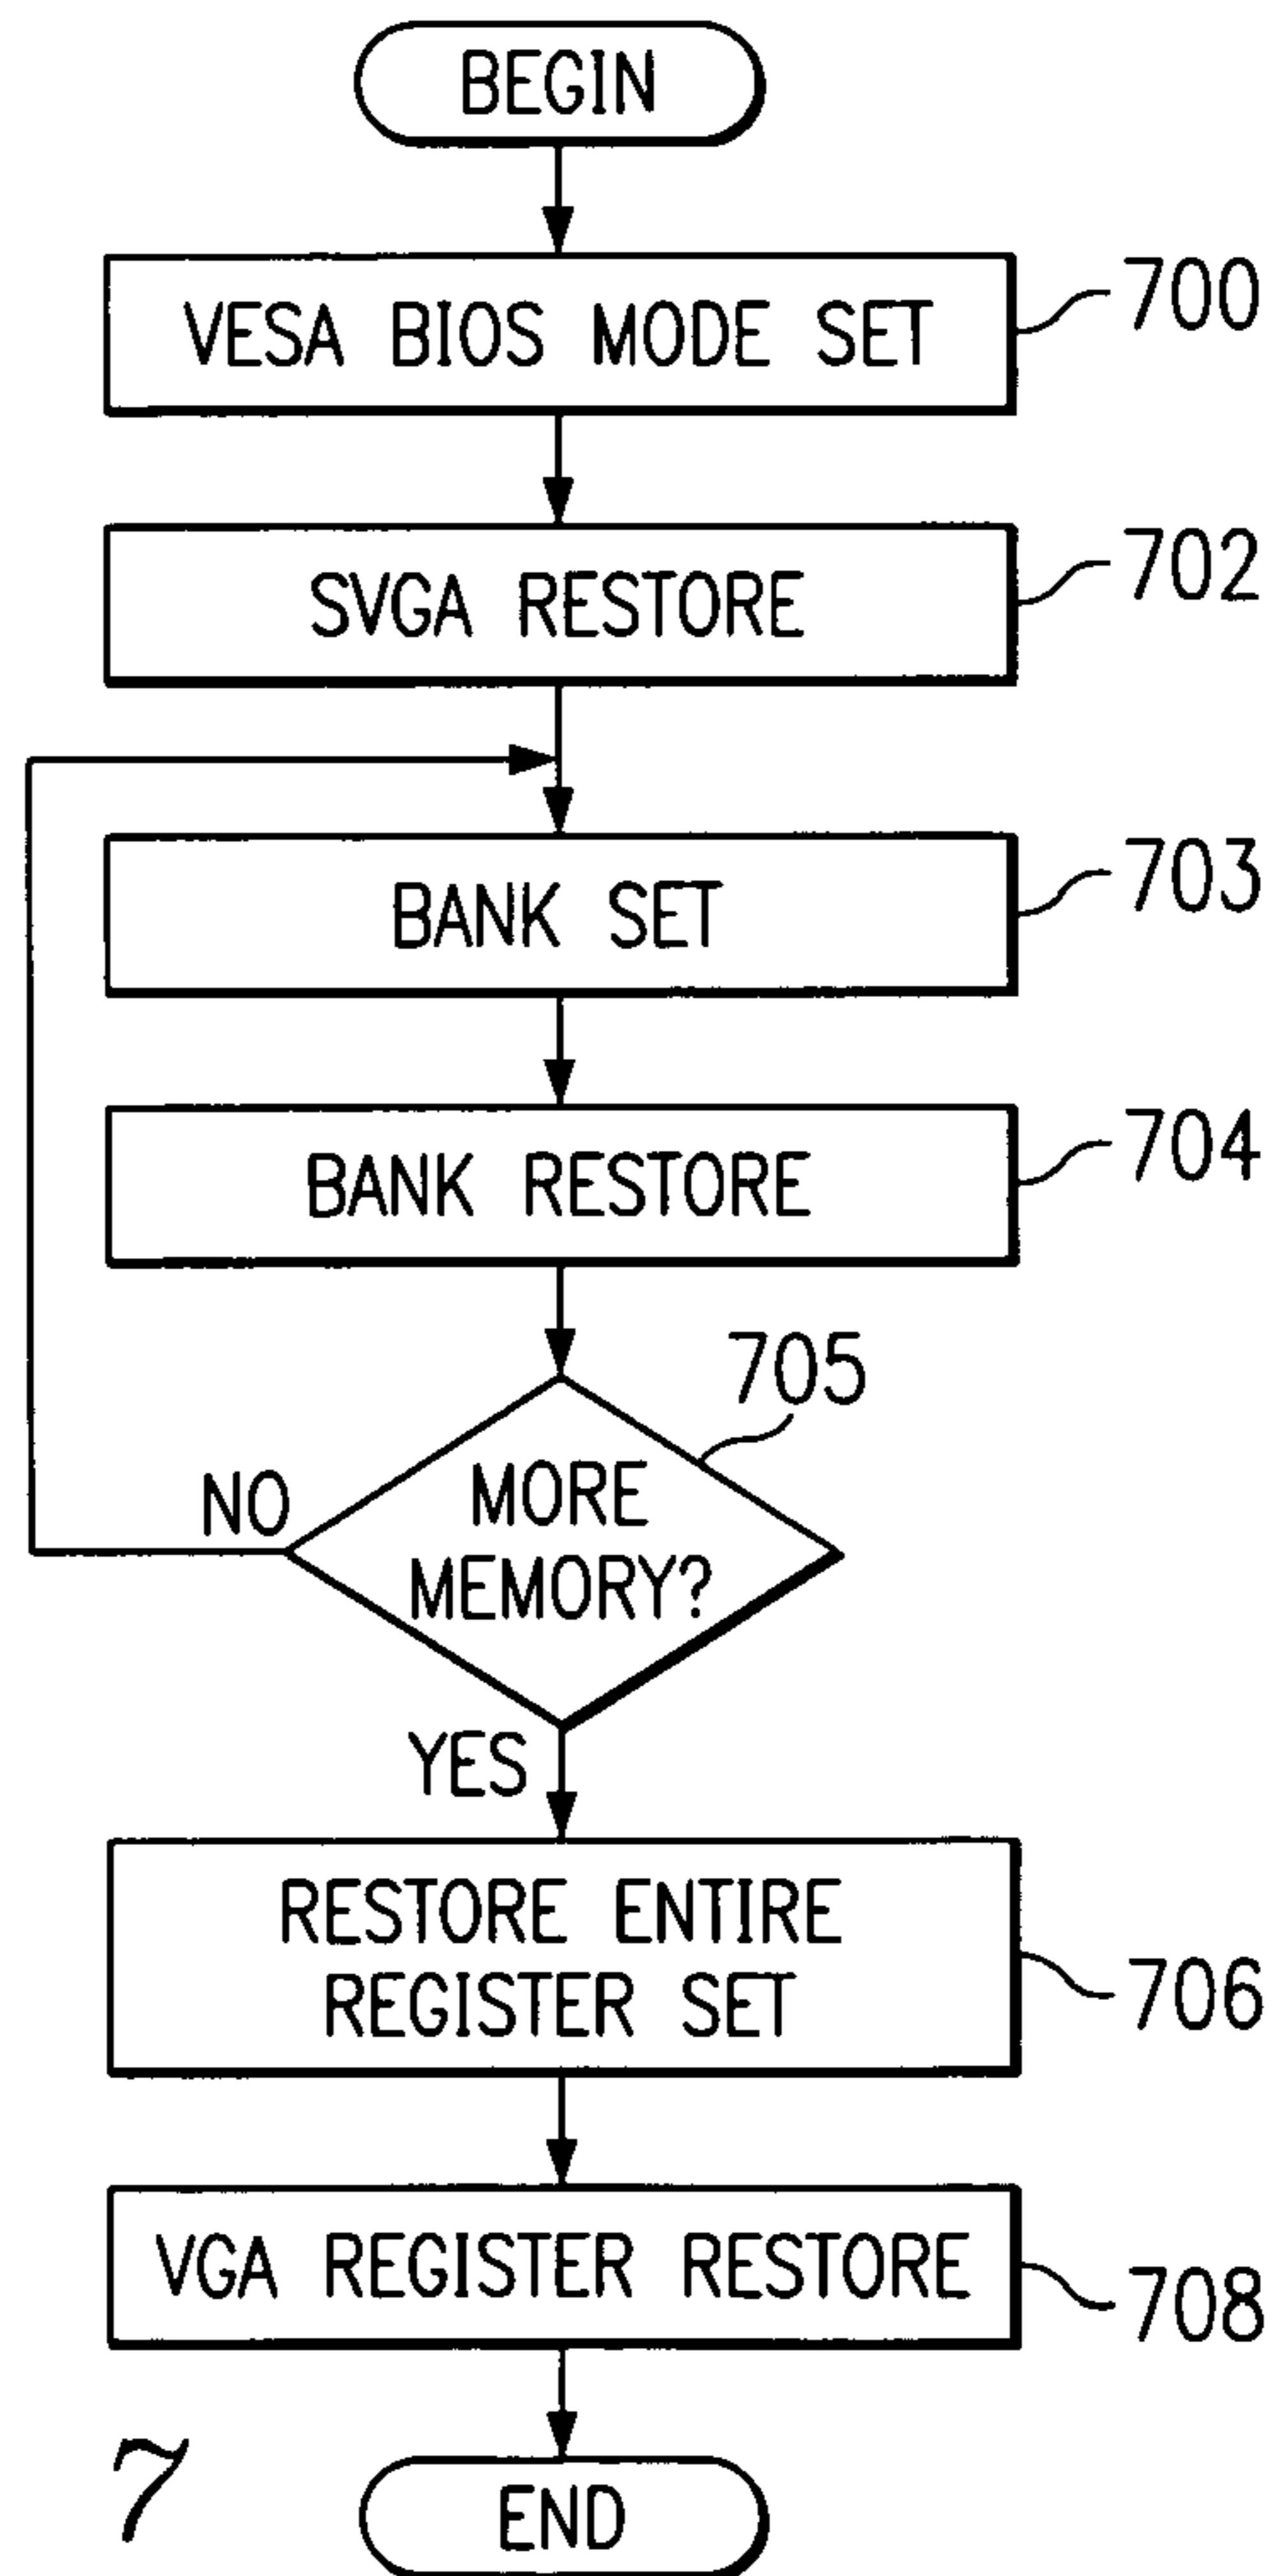 BEGIN
VESA BIOS MODE SET
700
SVGA RESTORE
702
BANK SET
703
BANK RESTORE
704
705
MORE
MEMORY?
NO
YES
RESTORE ENTIRE
REGISTER SET
706
VGA REGISTER RESTORE
708
7
END